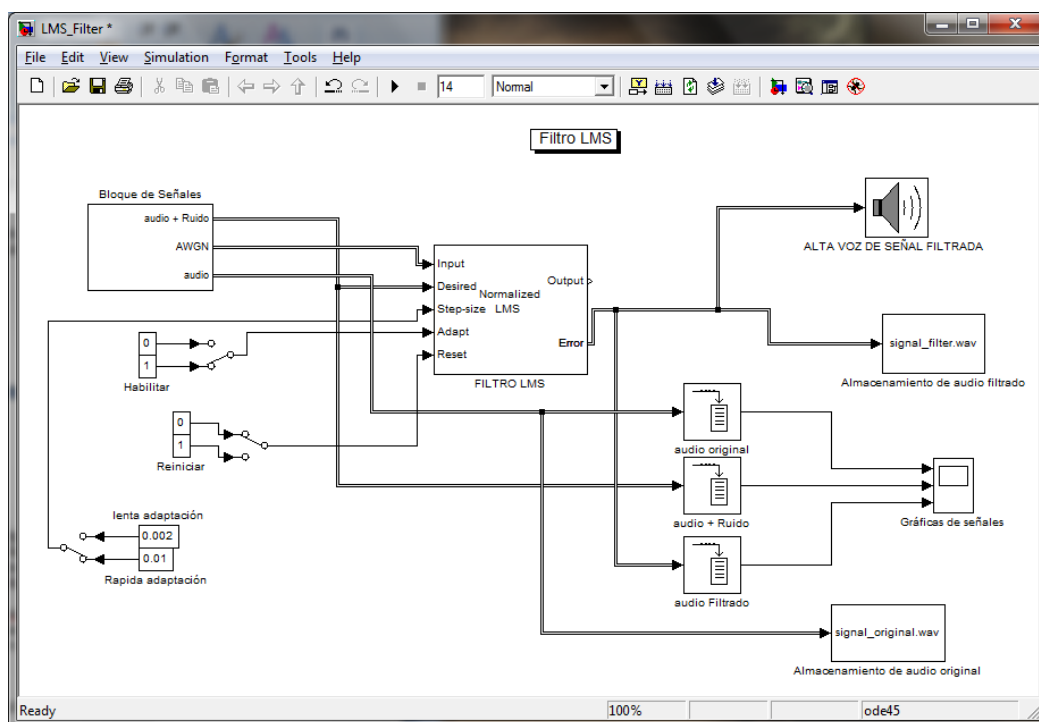 LMS_Filter *
File Edit View Simulation Format Tools Help
14 Normal
Filtro LMS
Bloque de Señales
audio + Ruido
AWGN
audio
Input
Desired
Step-size
Adapt
Reset
Normalized
LMS
Output
Error
FILTRO LMS
ALTA VOZ DE SEÑAL FILTRADA
signal_filter.wav
Almacenamiento de audio filtrado
0
1
Habilitar
0
1
Reiniciar
lenta adaptación
0.002
0.01
Rapida adaptación
audio original
audio + Ruido
audio Filtrado
Gráficas de señales
signal_original.wav
Almacenamiento de audio original
Ready 100% ode45